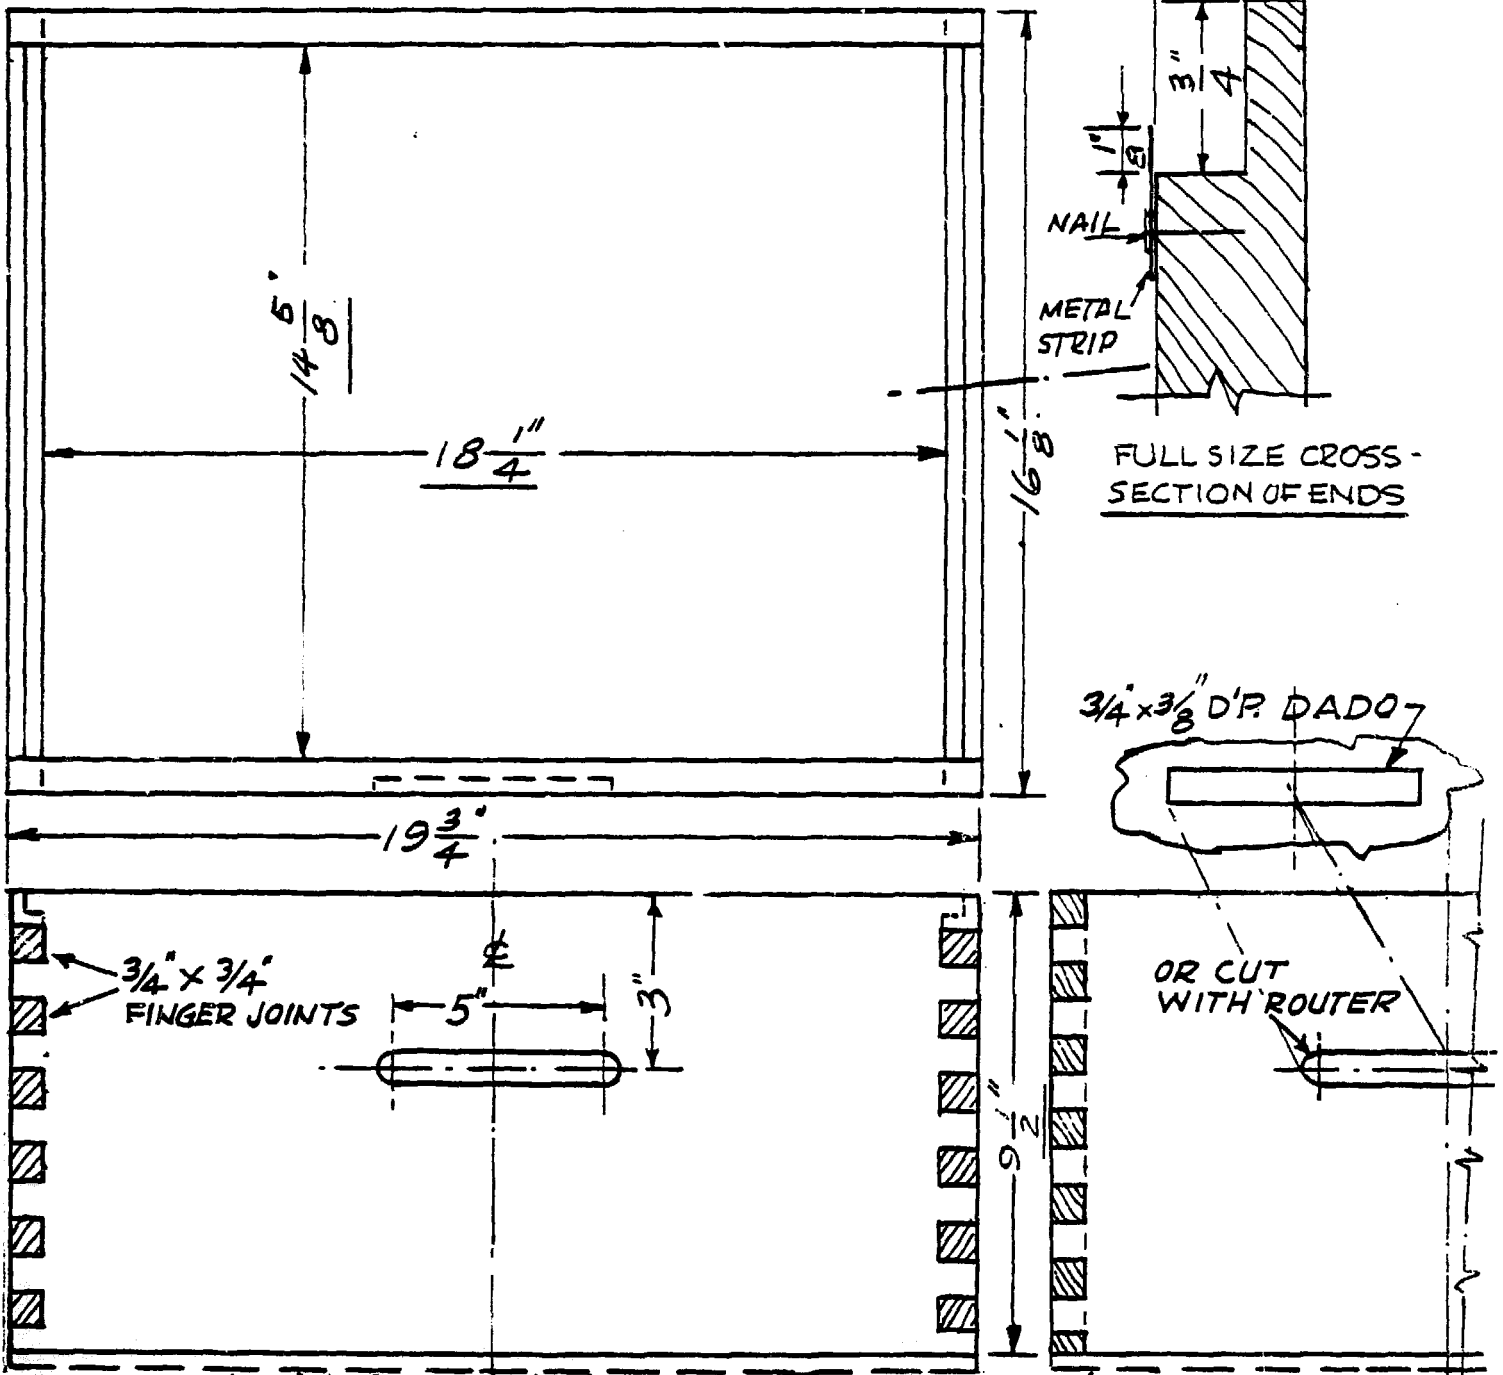 14 5/8"
18 1/4"
16 1/8"
19 3/4"
3/4"
1/8"
NAIL
METAL
STRIP
FULL SIZE CROSS-
SECTION OF ENDS
3/4" x 3/8" D'P. DADO
3/4" x 3/4"
FINGER JOINTS
℄
5"
3"
9 1/2"
OR CUT
WITH ROUTER